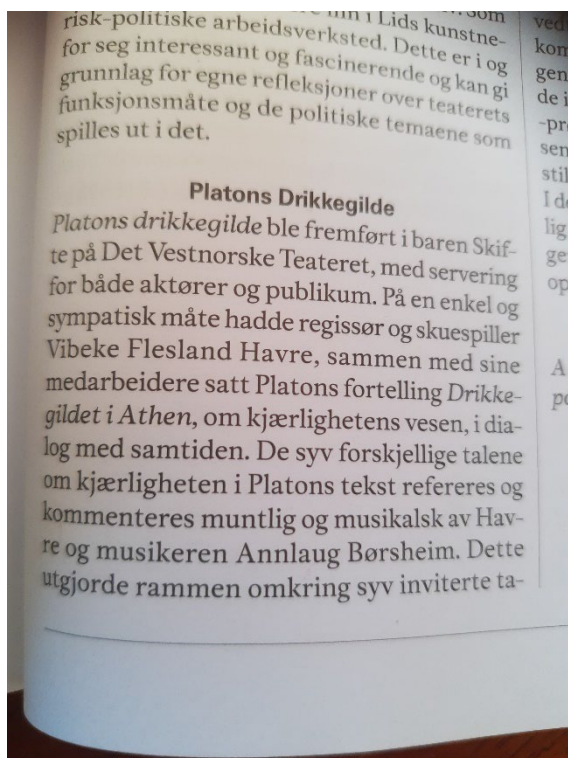 inn i Lids kunstne-
risk-politiske arbeidsverksted. Dette er i og
for seg interessant og fascinerende og kan gi
grunnlag for egne refleksjoner over teaterets
funksjonsmåte og de politiske temaene som
spilles ut i det.
Platons Drikkegilde
Platons drikkegilde ble fremført i baren Skif-
te på Det Vestnorske Teateret, med servering
for både aktører og publikum. På en enkel og
sympatisk måte hadde regissør og skuespiller
Vibeke Flesland Havre, sammen med sine
medarbeidere satt Platons fortelling Drikke-
gildet i Athen, om kjærlighetens vesen, i dia-
log med samtiden. De syv forskjellige talene
om kjærligheten i Platons tekst refereres og
kommenteres muntlig og musikalsk av Hav-
re og musikeren Annlaug Børsheim. Dette
utgjorde rammen omkring syv inviterte ta-